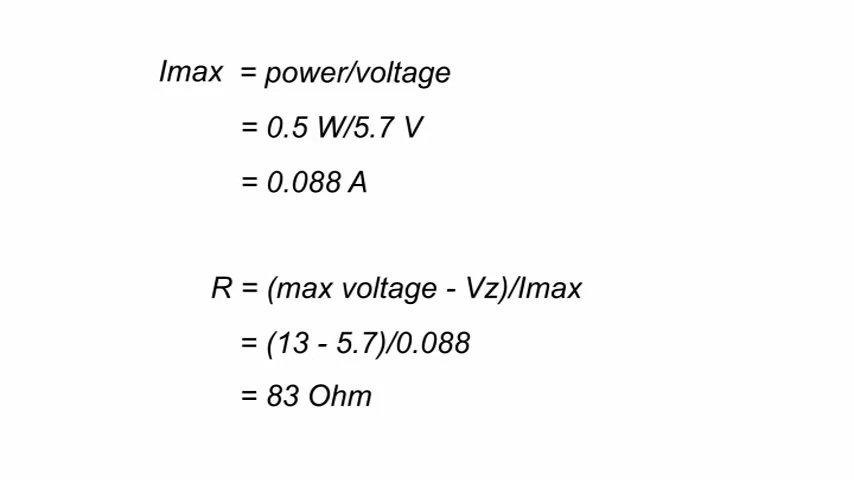 Imax = power/voltage
= 0.5 W/5.7 V
= 0.088 A
R = (max voltage - Vz)/Imax
= (13 - 5.7)/0.088
= 83 Ohm